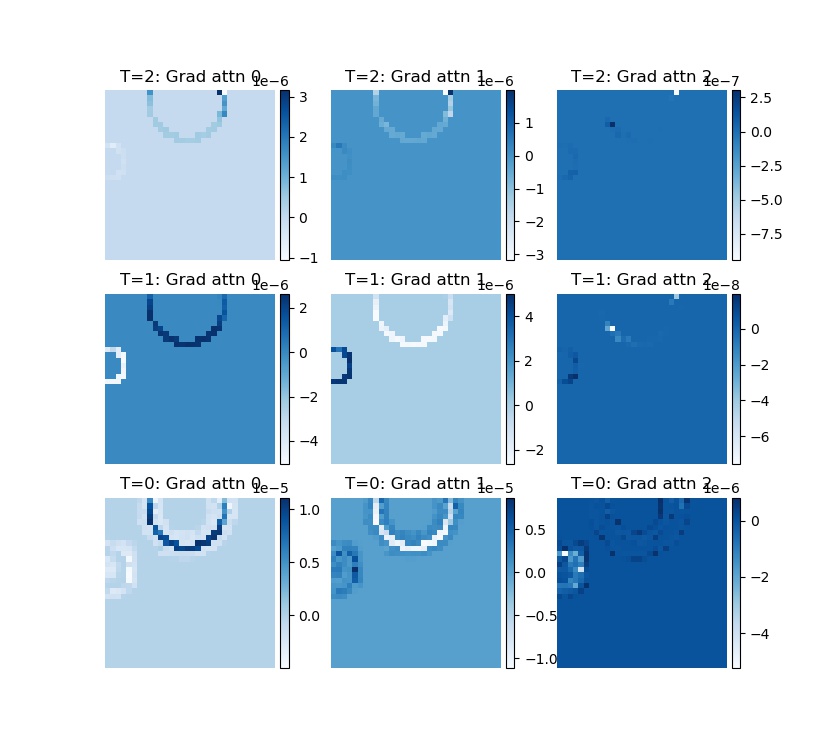 T=2: Grad attn 0
1e−6
T=2: Grad attn 1
1e−6
T=2: Grad attn 2
1e−7
3
2
1
0
−1
1
0
−1
−2
−3
2.5
0.0
−2.5
−5.0
−7.5
T=1: Grad attn 0
1e−6
T=1: Grad attn 1
1e−6
T=1: Grad attn 2
1e−8
2
0
−2
−4
4
2
0
−2
0
−2
−4
−6
T=0: Grad attn 0
1e−5
T=0: Grad attn 1
1e−5
T=0: Grad attn 2
1e−6
1.0
0.5
0.0
0.5
0.0
−0.5
−1.0
0
−2
−4